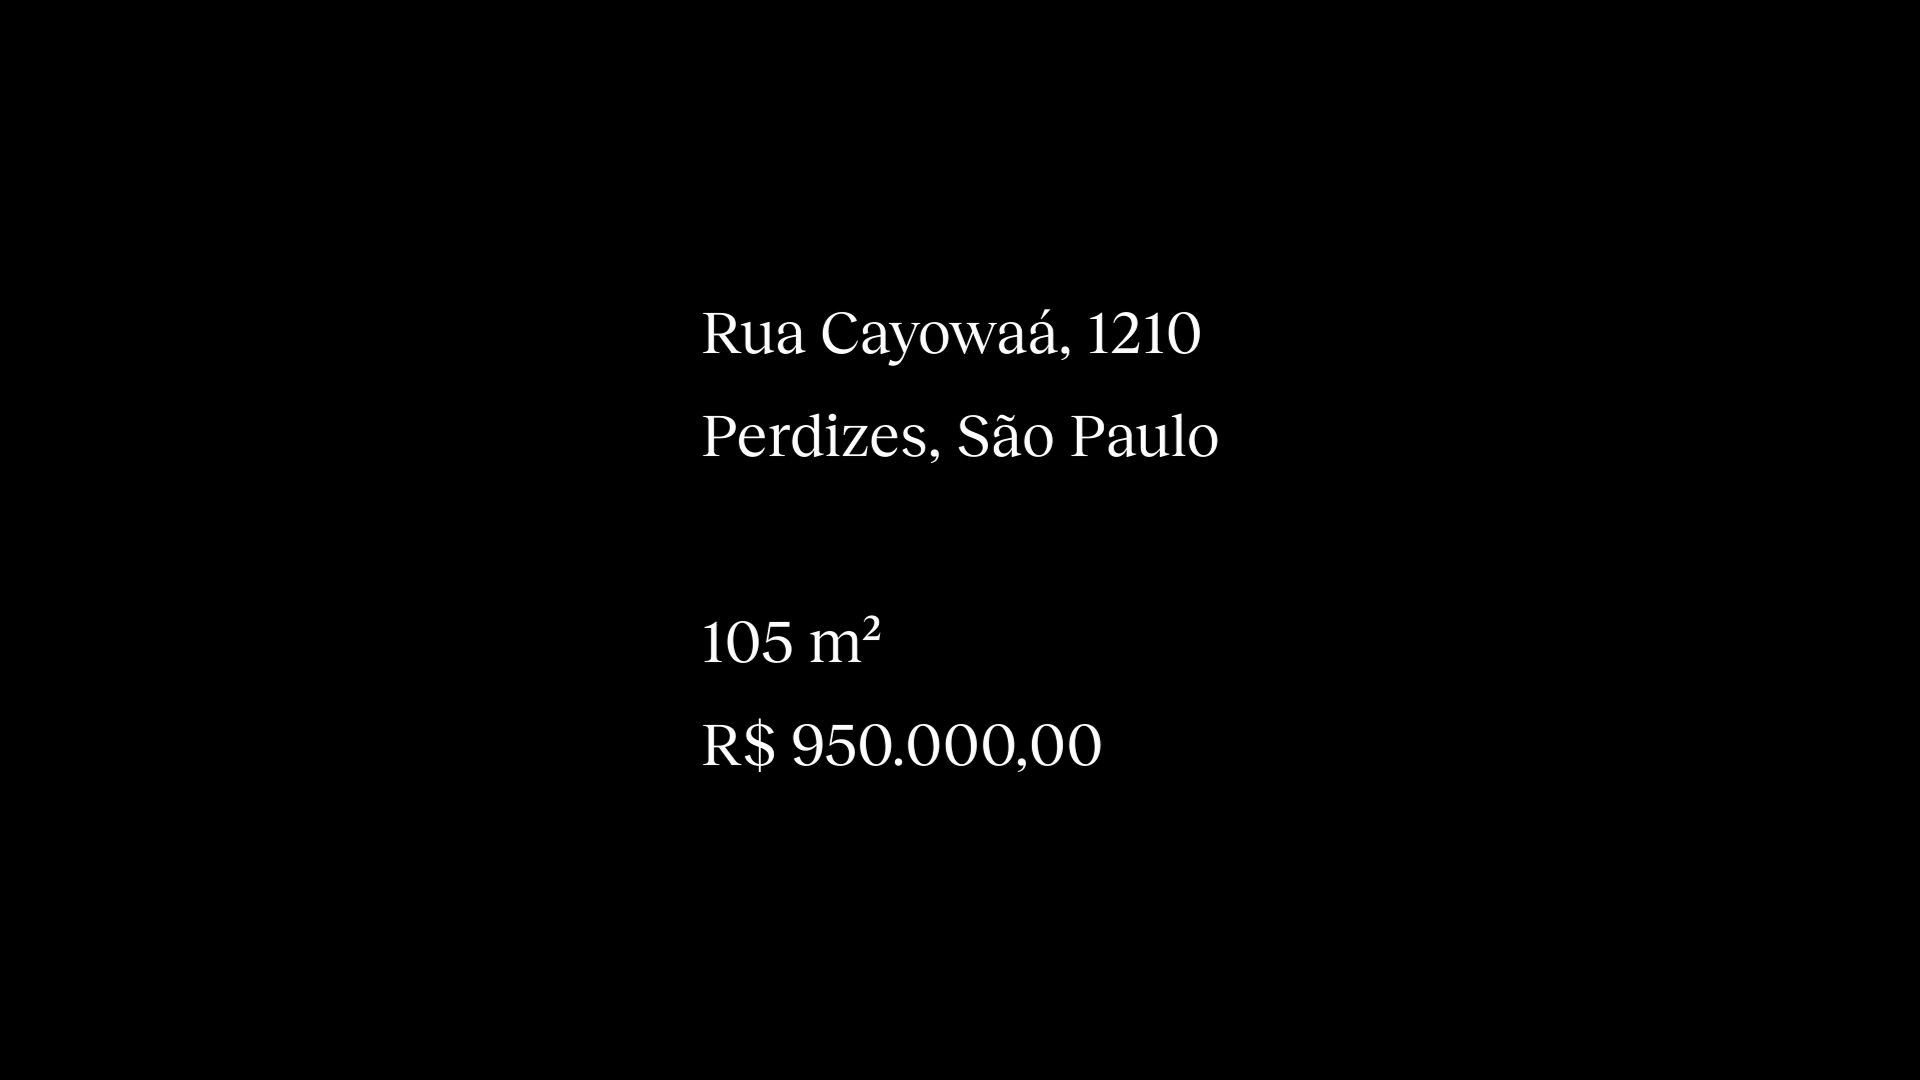 Rua Cayowaá, 1210
Perdizes, São Paulo
105 m²
R$ 950.000,00